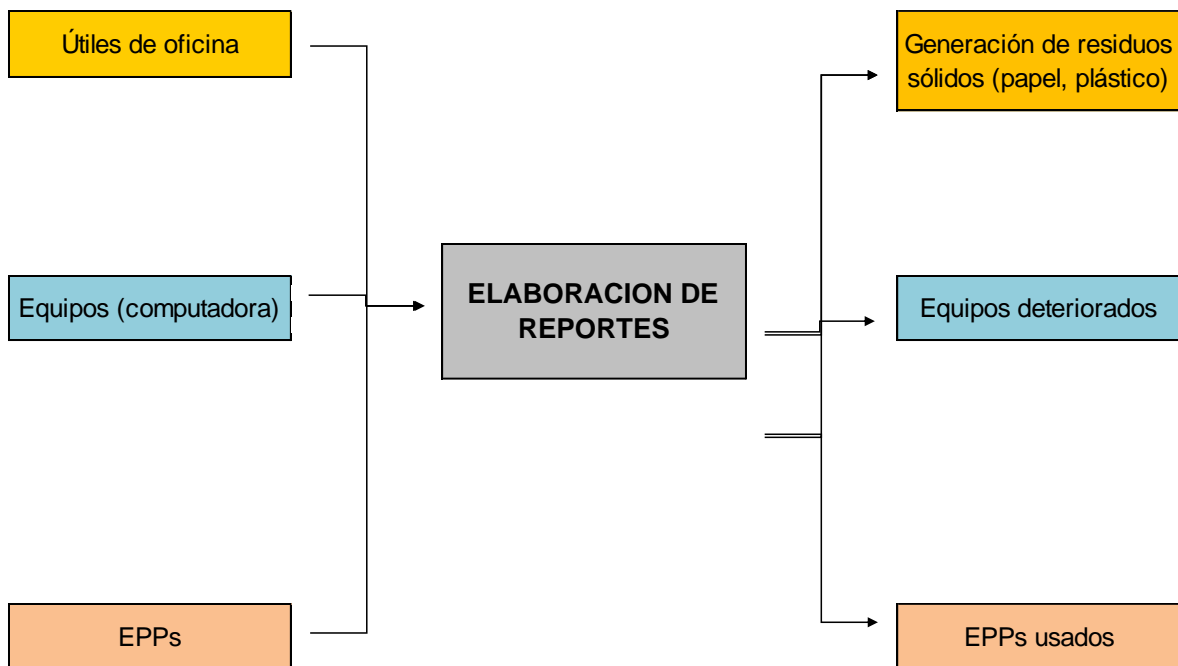 Útiles de oficina
Generación de residuos
sólidos (papel, plástico)
Equipos (computadora)
ELABORACION DE
REPORTES
Equipos deteriorados
EPPs
EPPs usados